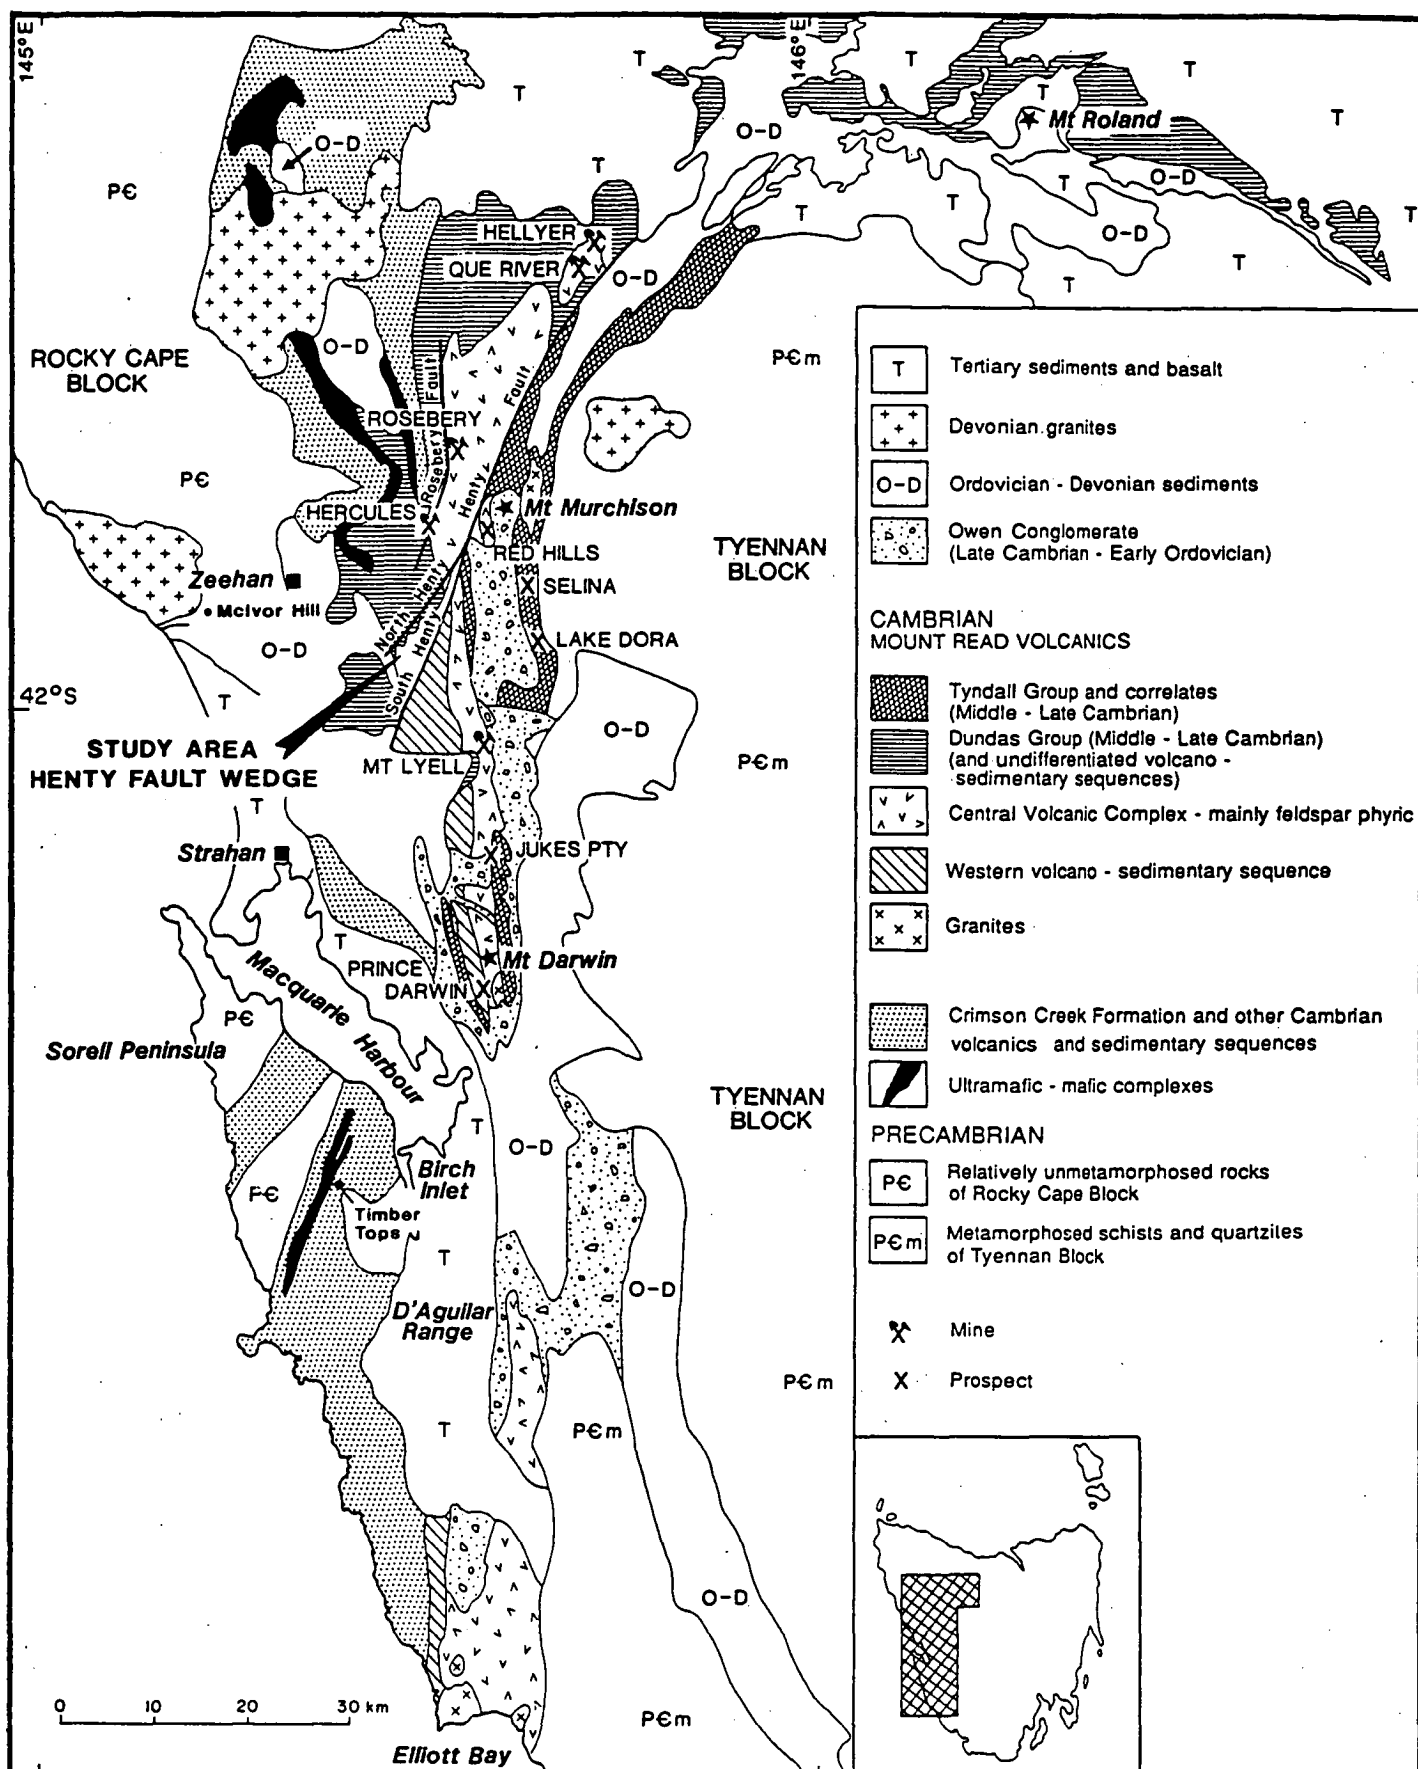 145°E
146°E
T
T
T
T
T
Mt Roland
O-D
O-D
T
PЄ
HELLYER
QUE RIVER
O-D
T
T
T
O-D
O-D
T
T
T
ROCKY CAPE
BLOCK
O-D
PЄm
ROSEBERY
Rosebery Fault
Henty Fault
PЄ
HERCULES
Mt Murchison
RED HILLS
TYENNAN
BLOCK
Zeehan
McIvor Hill
SELINA
North Henty
South Henty
LAKE DORA
O-D
T
42°S
O-D
STUDY AREA
HENTY FAULT WEDGE
MT LYELL
PЄm
T
Strahan
JUKES PTY
T
PRINCE
DARWIN
Mt Darwin
Macquarie Harbour
PЄ
Sorell Peninsula
TYENNAN
BLOCK
T
O-D
Birch
Inlet
PЄ
Timber
Tops
T
O-D
D'Aguilar
Range
PЄm
T
PЄm
O-D
PЄm
0 10 20 30 km
Elliott Bay
T Tertiary sediments and basalt
Devonian granites
O-D Ordovician - Devonian sediments
Owen Conglomerate
(Late Cambrian - Early Ordovician)
CAMBRIAN
MOUNT READ VOLCANICS
Tyndall Group and correlates
(Middle - Late Cambrian)
Dundas Group (Middle - Late Cambrian)
(and undifferentiated volcano -
sedimentary sequences)
Central Volcanic Complex - mainly feldspar phyric
Western volcano - sedimentary sequence
Granites
Crimson Creek Formation and other Cambrian
volcanics and sedimentary sequences
Ultramafic - mafic complexes
PRECAMBRIAN
PЄ Relatively unmetamorphosed rocks
of Rocky Cape Block
PЄm Metamorphosed schists and quartziles
of Tyennan Block
Mine
X Prospect